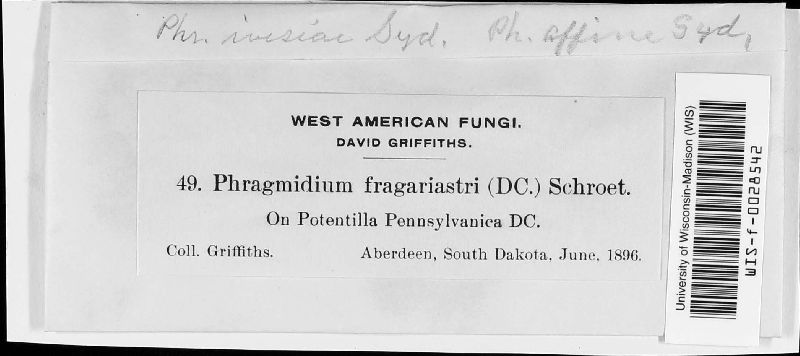 Phr. ivesiae Syd. Ph. affine Syd.
WEST AMERICAN FUNGI.
DAVID GRIFFITHS.
49. Phragmidium fragariastri (DC.) Schroet.
On Potentilla Pennsylvanica DC.
Coll. Griffiths. Aberdeen, South Dakota, June, 1896.
University of Wisconsin-Madison (WIS)
WIS-f-0028542